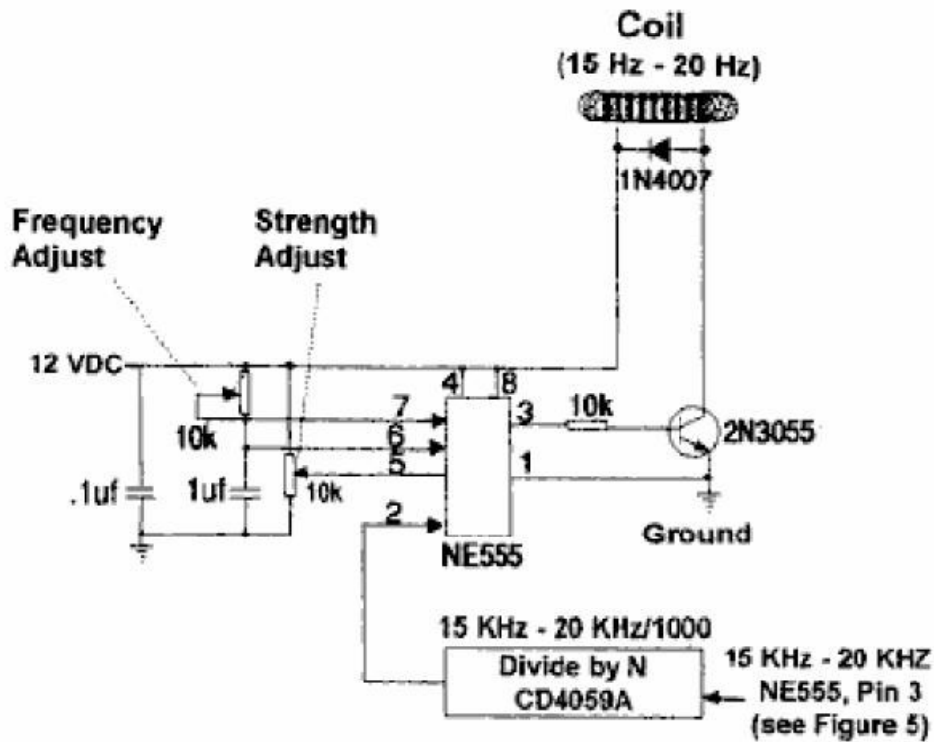 Coil
(15 Hz - 20 Hz)
1N4007
Frequency
Adjust
Strength
Adjust
12 VDC
4
8
7
3
10k
2N3055
10k
6
5
1
.1uf
1uf
10k
2
Ground
NE555
15 KHz - 20 KHz/1000
Divide by N
CD4059A
15 KHz - 20 KHZ
NE555, Pin 3
(see Figure 5)